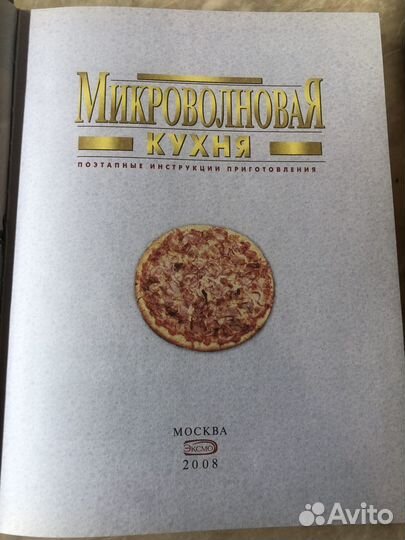 МИКРОВОЛНОВАЯ
КУХНЯ
ПОЭТАПНЫЕ ИНСТРУКЦИИ ПРИГОТОВЛЕНИЯ
МОСКВА
ЭКСМО
2008
Avito